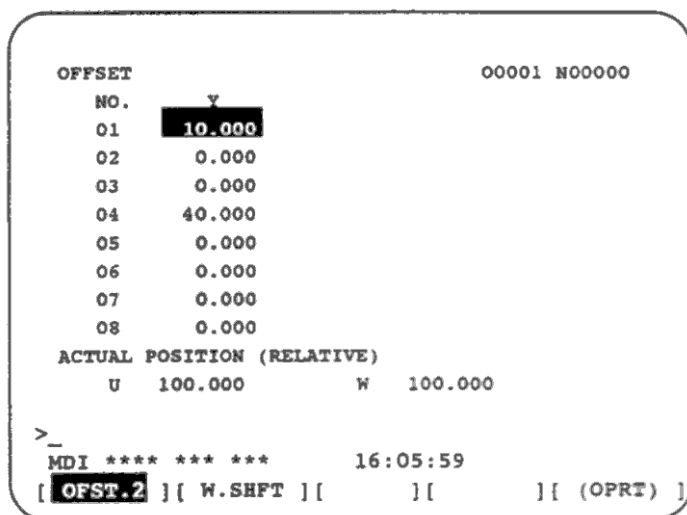 OFFSET O0001 N00000
NO. Y
01 10.000
02 0.000
03 0.000
04 40.000
05 0.000
06 0.000
07 0.000
08 0.000
ACTUAL POSITION (RELATIVE)
U 100.000 W 100.000
>_
MDI **** *** *** 16:05:59
[ OFST.2 ][ W.SHFT ][ ][ ][ (OPRT) ]